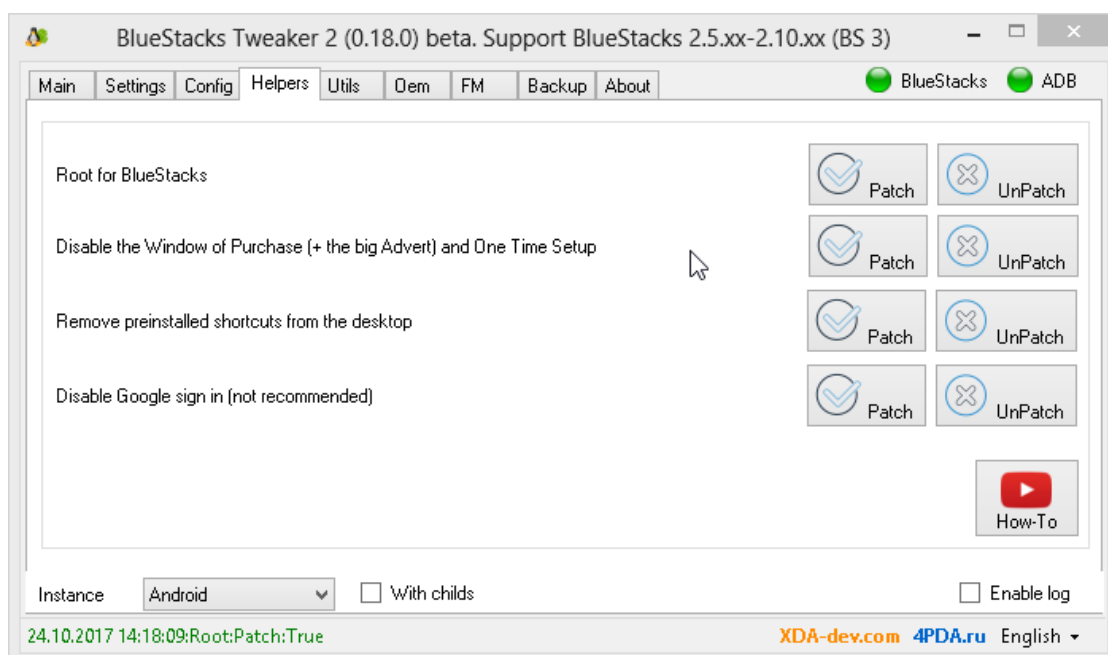 BlueStacks Tweaker 2 (0.18.0) beta. Support BlueStacks 2.5.xx-2.10.xx (BS 3)
Main Settings Config Helpers Utils Oem FM Backup About BlueStacks ADB
Root for BlueStacks Patch UnPatch
Disable the Window of Purchase (+ the big Advert) and One Time Setup Patch UnPatch
Remove preinstalled shortcuts from the desktop Patch UnPatch
Disable Google sign in (not recommended) Patch UnPatch
How-To
Instance Android With childs Enable log
24.10.2017 14:18:09:Root:Patch:True XDA-dev.com 4PDA.ru English